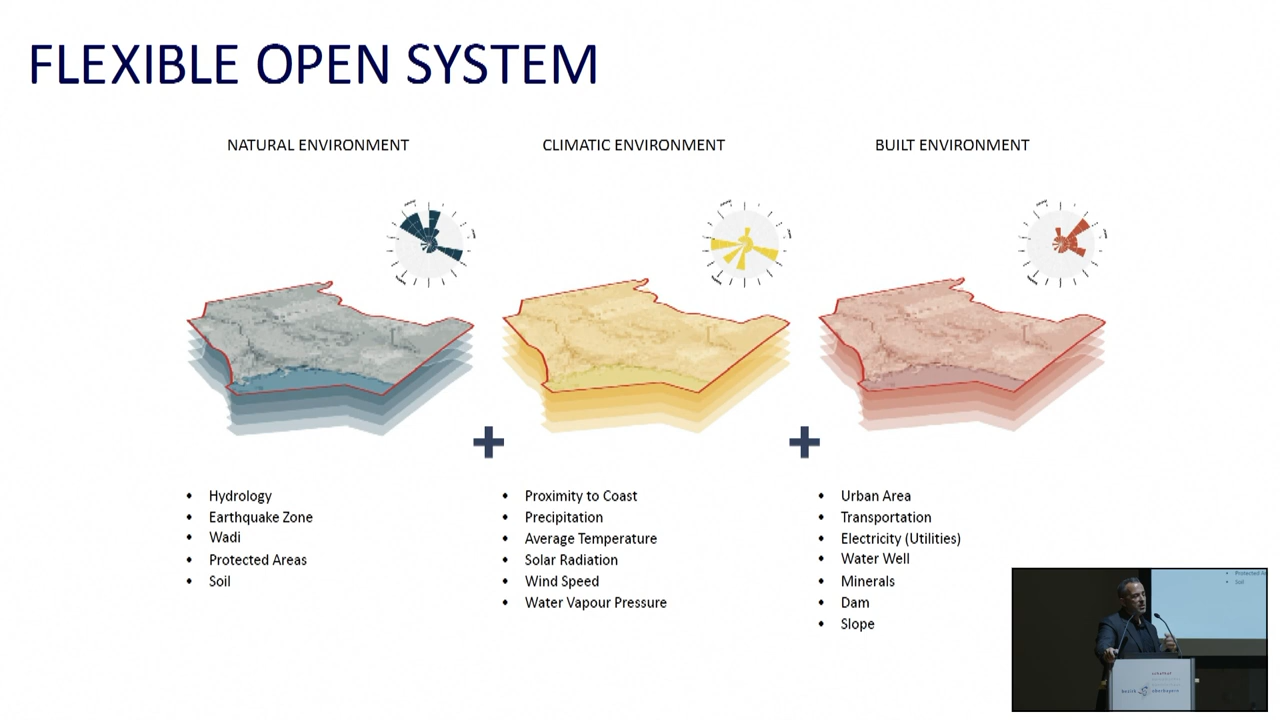 FLEXIBLE OPEN SYSTEM
NATURAL ENVIRONMENT
CLIMATIC ENVIRONMENT
BUILT ENVIRONMENT
• Hydrology
• Earthquake Zone
• Wadi
• Protected Areas
• Soil
• Proximity to Coast
• Precipitation
• Average Temperature
• Solar Radiation
• Wind Speed
• Water Vapour Pressure
• Urban Area
• Transportation
• Electricity (Utilities)
• Water Well
• Minerals
• Dam
• Slope
• Soil